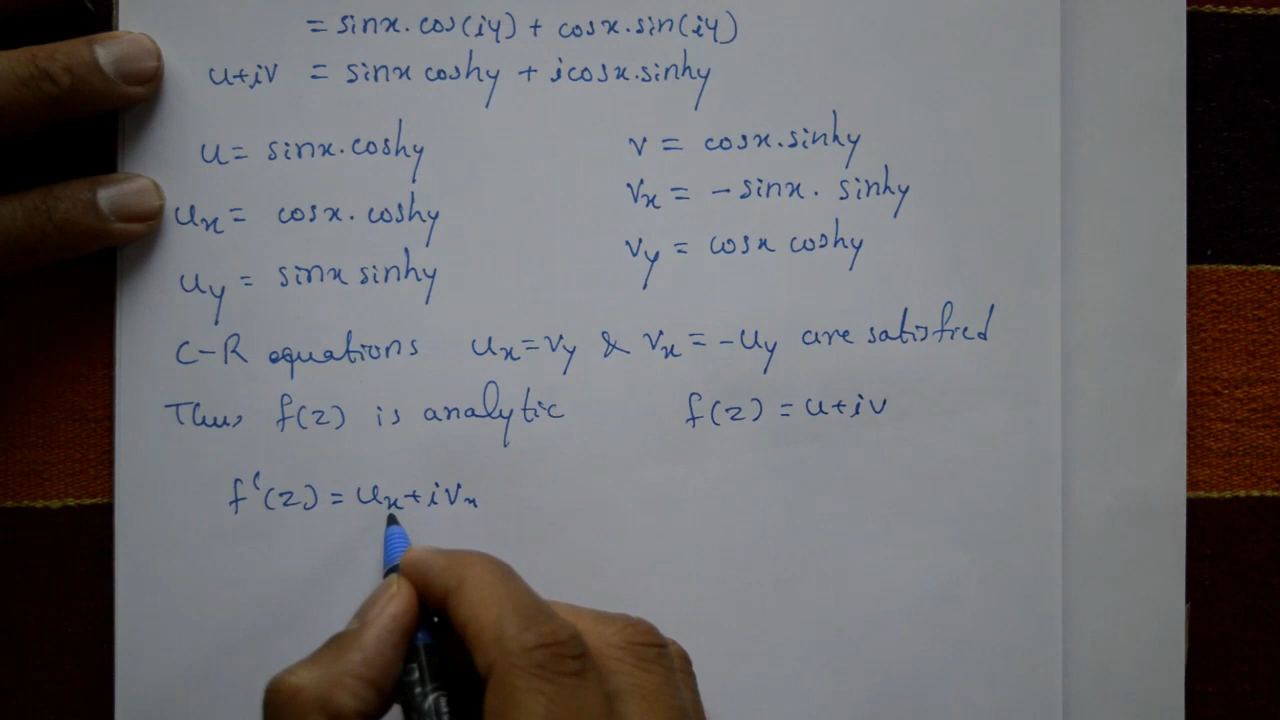 = sinx. cos(iy) + cosx. sin(iy)
u+iv = sinx coshy + i cosx. sinhy
u = sinx. coshy
v = cosx. sinhy
ux = cosx. coshy
vx = - sinx. sinhy
uy = sinx sinhy
vy = cosx coshy
C-R equations ux = vy & vx = -uy are satisfied
Thus f(z) is analytic f(z) = u+iv
f'(z) = ux + i vx